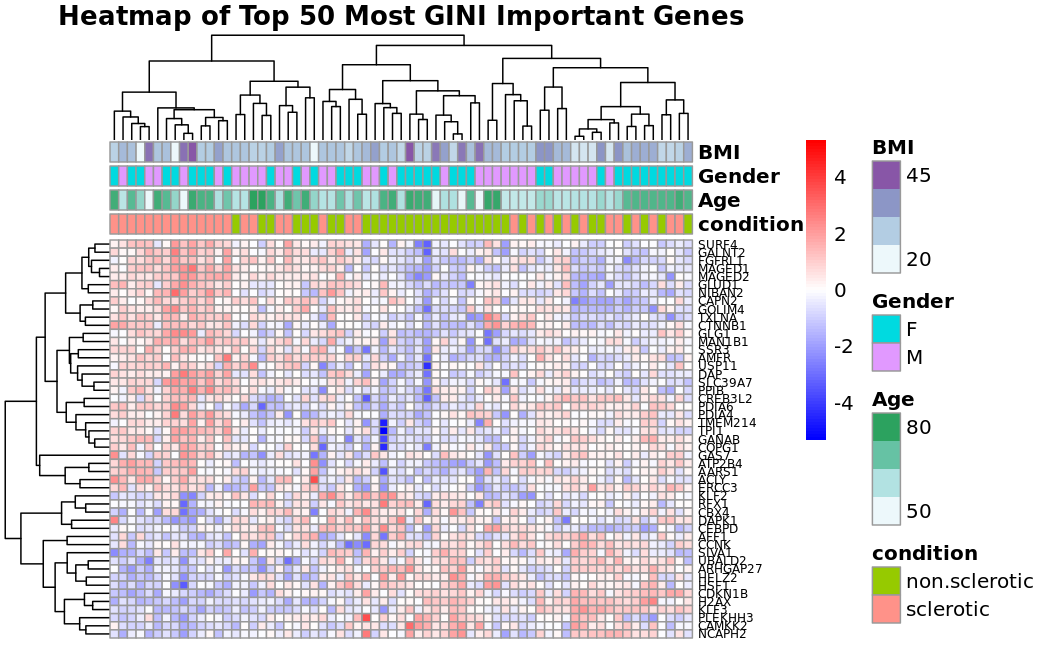 Heatmap of Top 50 Most GINI Important Genes
BMI
Gender
Age
condition
SURF4
GALNT2
FGFRL1
MAGED1
MAGED2
GLUD1
NIBAN2
CAPN2
GOLIM4
TXLNA
CTNNB1
GLG1
MAN1B1
SSR3
AMFR
USP11
DAP
SLC39A7
PPIB
CREB3L2
PDIA6
PDIA4
TMEM214
TPI1
GANAB
COPG1
GAS7
ATP2B4
AARS1
ACLY
ERCC3
KLF2
PFX1
CBX4
DAPK1
CEBPD
AFF1
CCNK
SIVA1
UBALD2
ARHGAP27
HELZ2
HSF1
CDKN1B
H2AX
KLF3
PLEKHH3
CAMKK2
NCAPH2
4
2
0
-2
-4
BMI
45
20
Gender
F
M
Age
80
50
condition
non.sclerotic
sclerotic